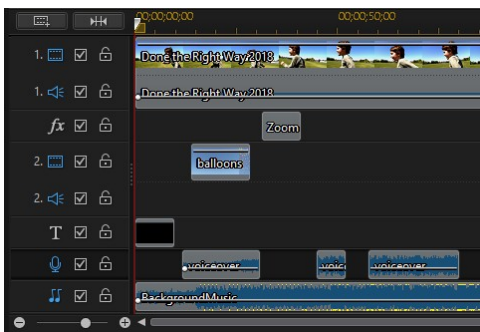 00;00;00;00 00;00;50;00
1. Done the Right Way 2018
1. Done the Right Way 2018
fx Zoom
2. balloons
2.
T
voiceover voic voiceover
BackgroundMusic